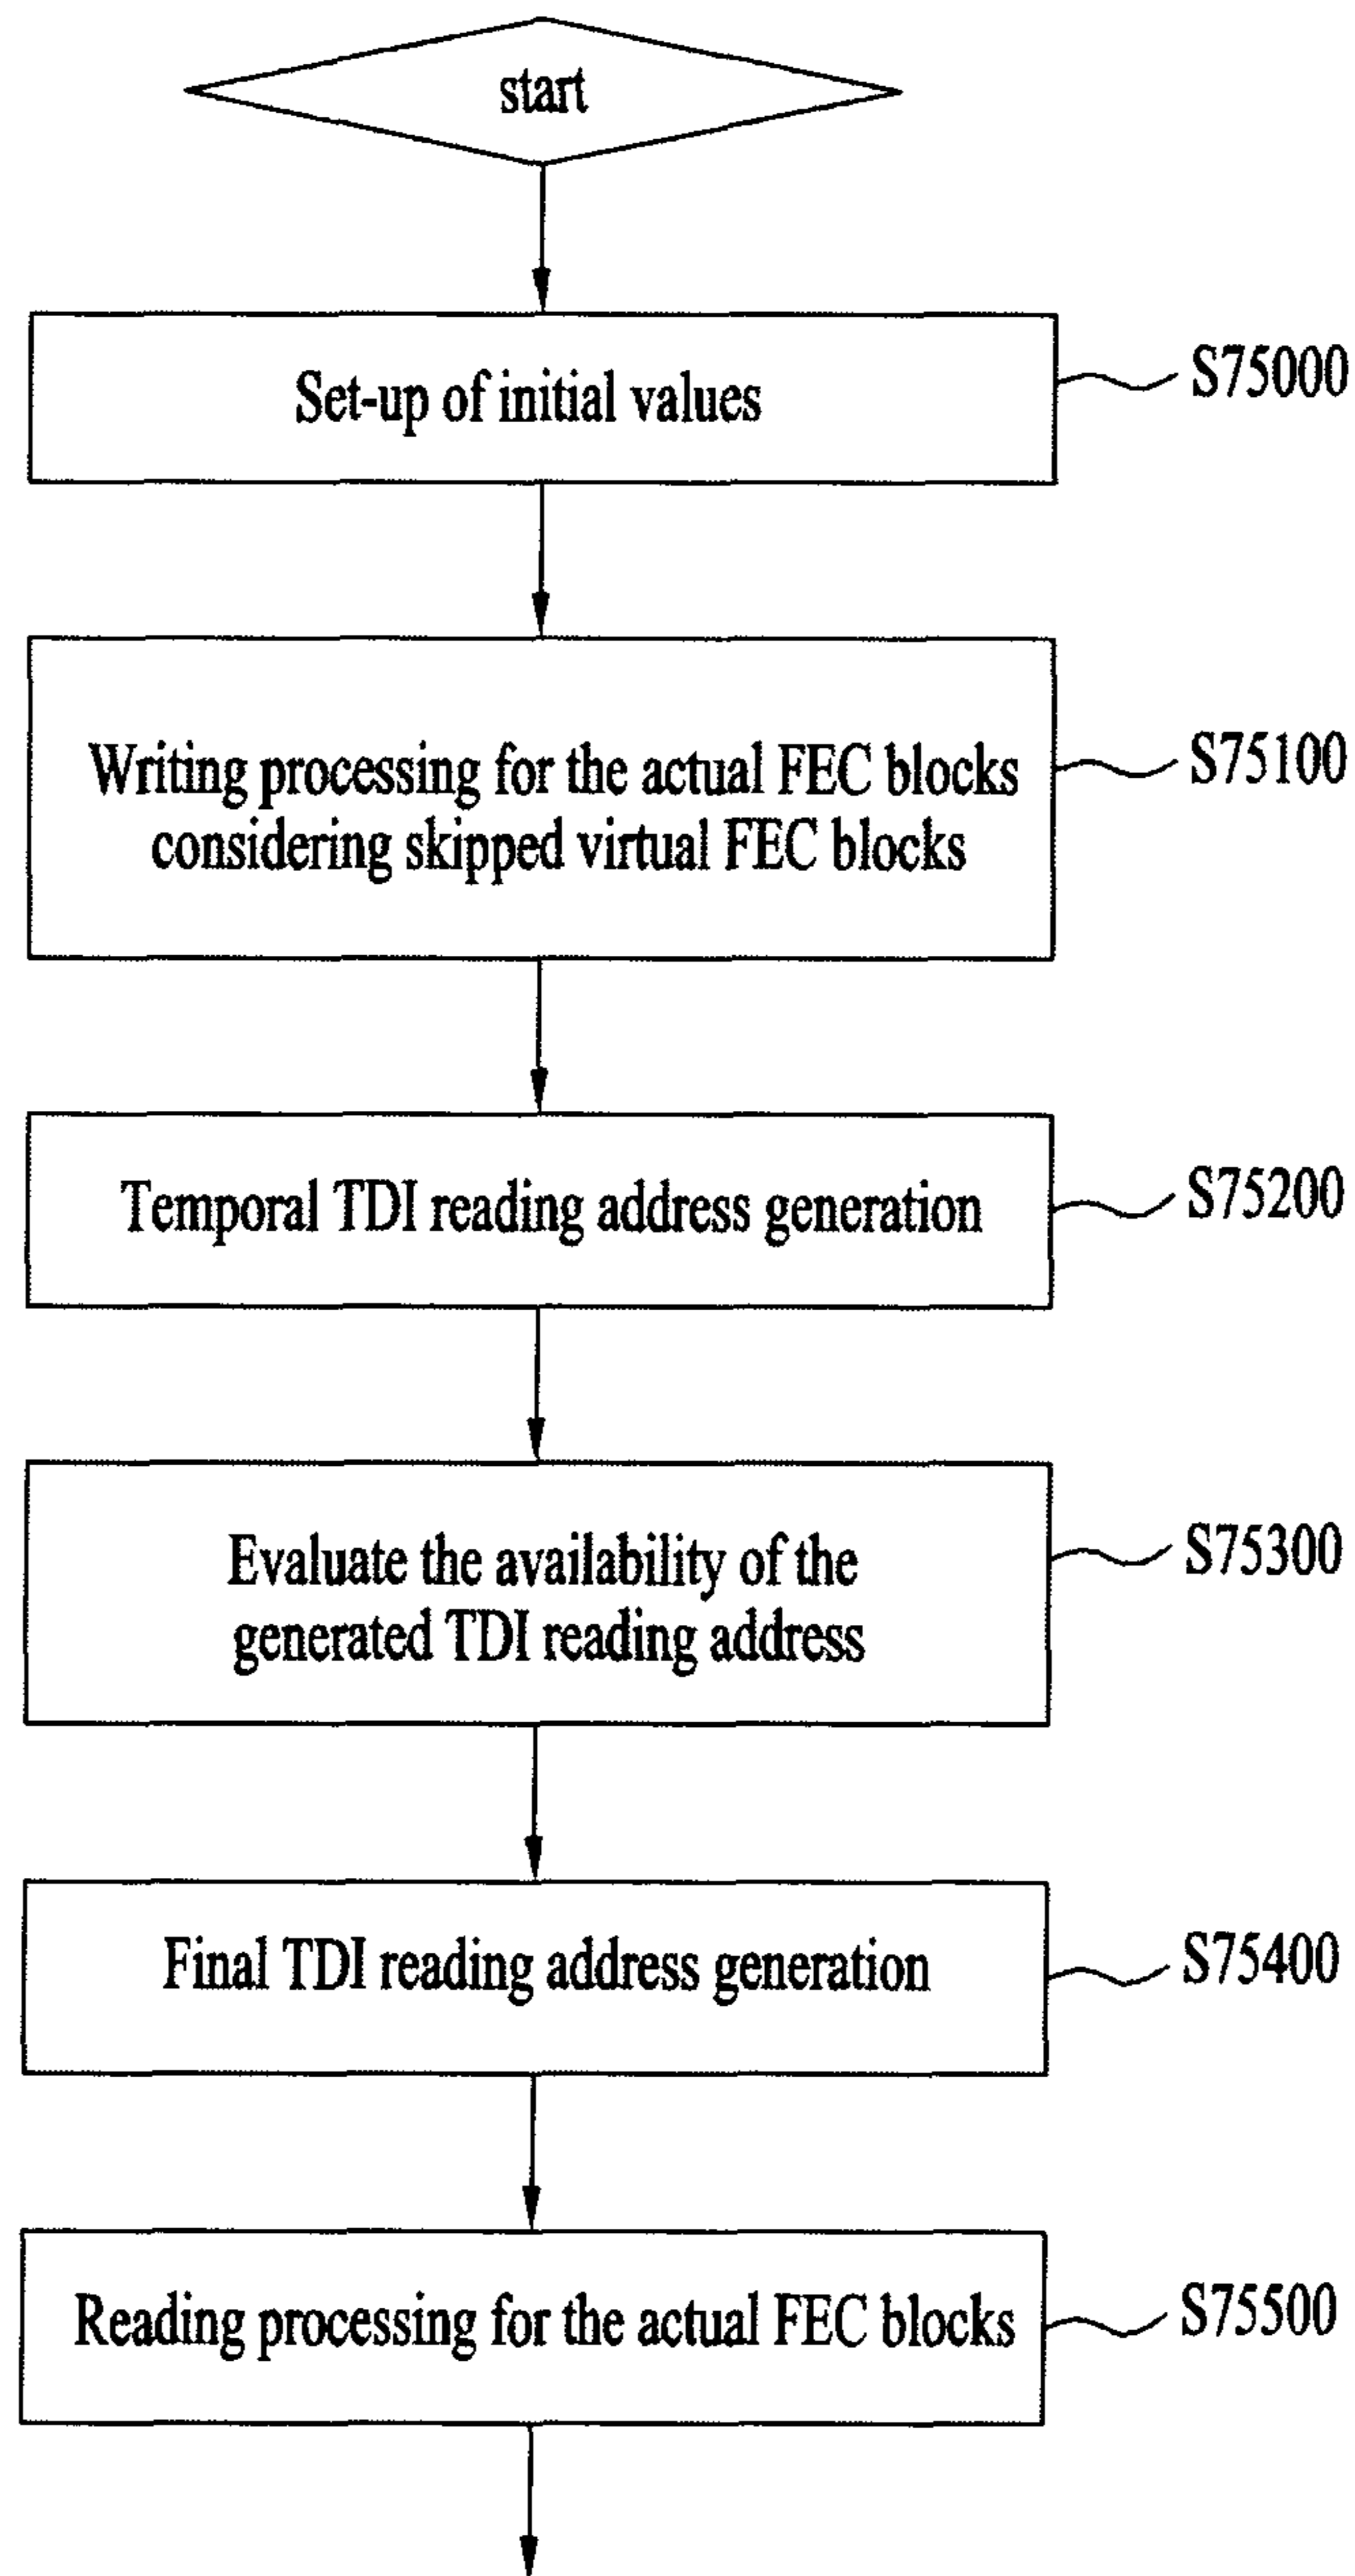 start
Set-up of initial values
S75000
Writing processing for the actual FEC blocks
considering skipped virtual FEC blocks
S75100
Temporal TDI reading address generation
S75200
Evaluate the availability of the
generated TDI reading address
S75300
Final TDI reading address generation
S75400
Reading processing for the actual FEC blocks
S75500